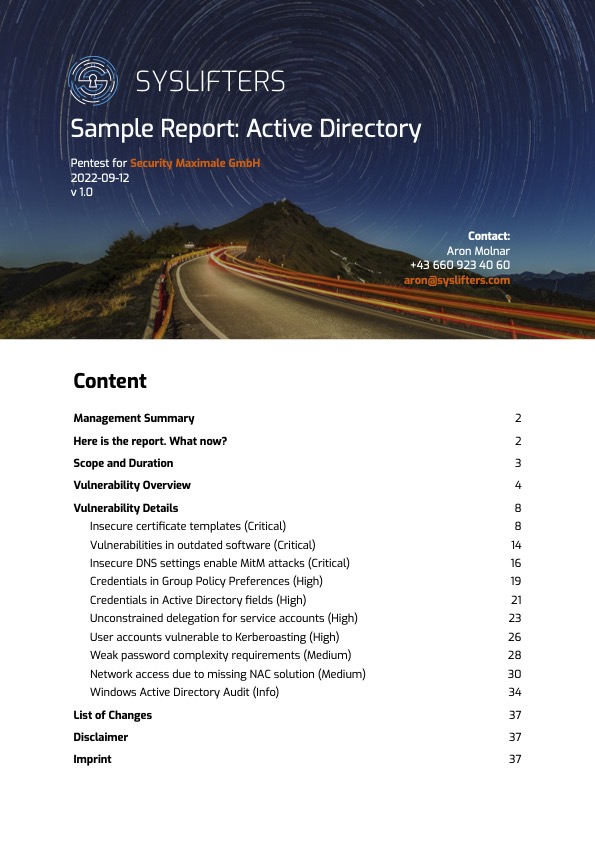 SYSLIFTERS
Sample Report: Active Directory
Pentest for Security Maximale GmbH
2022-09-12
v 1.0
Contact:
Aron Molnar
+43 660 923 40 60
aron@syslifters.com
Content
Management Summary 2
Here is the report. What now? 2
Scope and Duration 3
Vulnerability Overview 4
Vulnerability Details 8
Insecure certificate templates (Critical) 8
Vulnerabilities in outdated software (Critical) 14
Insecure DNS settings enable MitM attacks (Critical) 16
Credentials in Group Policy Preferences (High) 19
Credentials in Active Directory fields (High) 21
Unconstrained delegation for service accounts (High) 23
User accounts vulnerable to Kerberoasting (High) 26
Weak password complexity requirements (Medium) 28
Network access due to missing NAC solution (Medium) 30
Windows Active Directory Audit (Info) 34
List of Changes 37
Disclaimer 37
Imprint 37